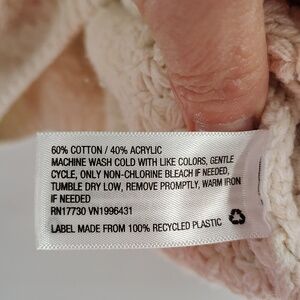 60% COTTON / 40% ACRYLIC
MACHINE WASH COLD WITH LIKE COLORS, GENTLE
CYCLE, ONLY NON-CHLORINE BLEACH IF NEEDED,
TUMBLE DRY LOW, REMOVE PROMPTLY, WARM IRON
IF NEEDED
RN17730 VN1996431
LABEL MADE FROM 100% RECYCLED PLASTIC